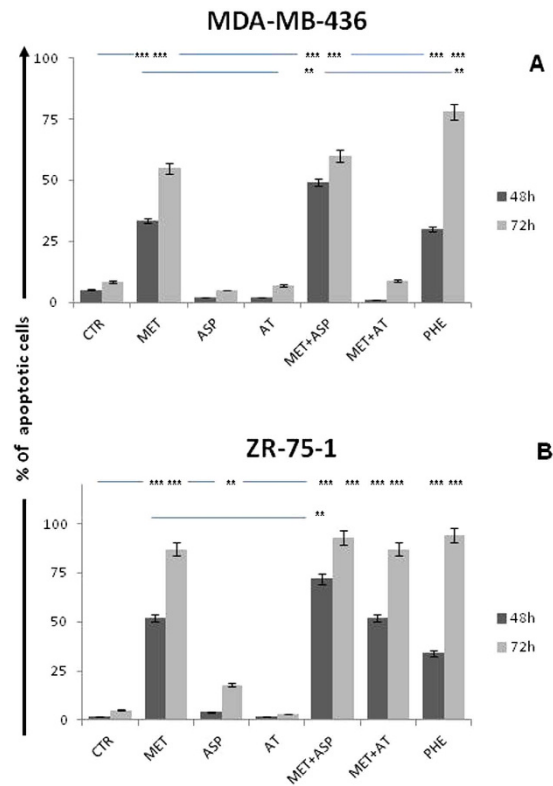 MDA-MB-436
A
*** *** *** *** *** ***
** **
100
75
50
25
0
48h
72h
CTR MET ASP AT MET+ASP MET+AT PHE
% of apoptotic cells
ZR-75-1
B
*** *** ** *** *** *** *** *** ***
**
100
75
50
25
0
48h
72h
CTR MET ASP AT MET+ASP MET+AT PHE